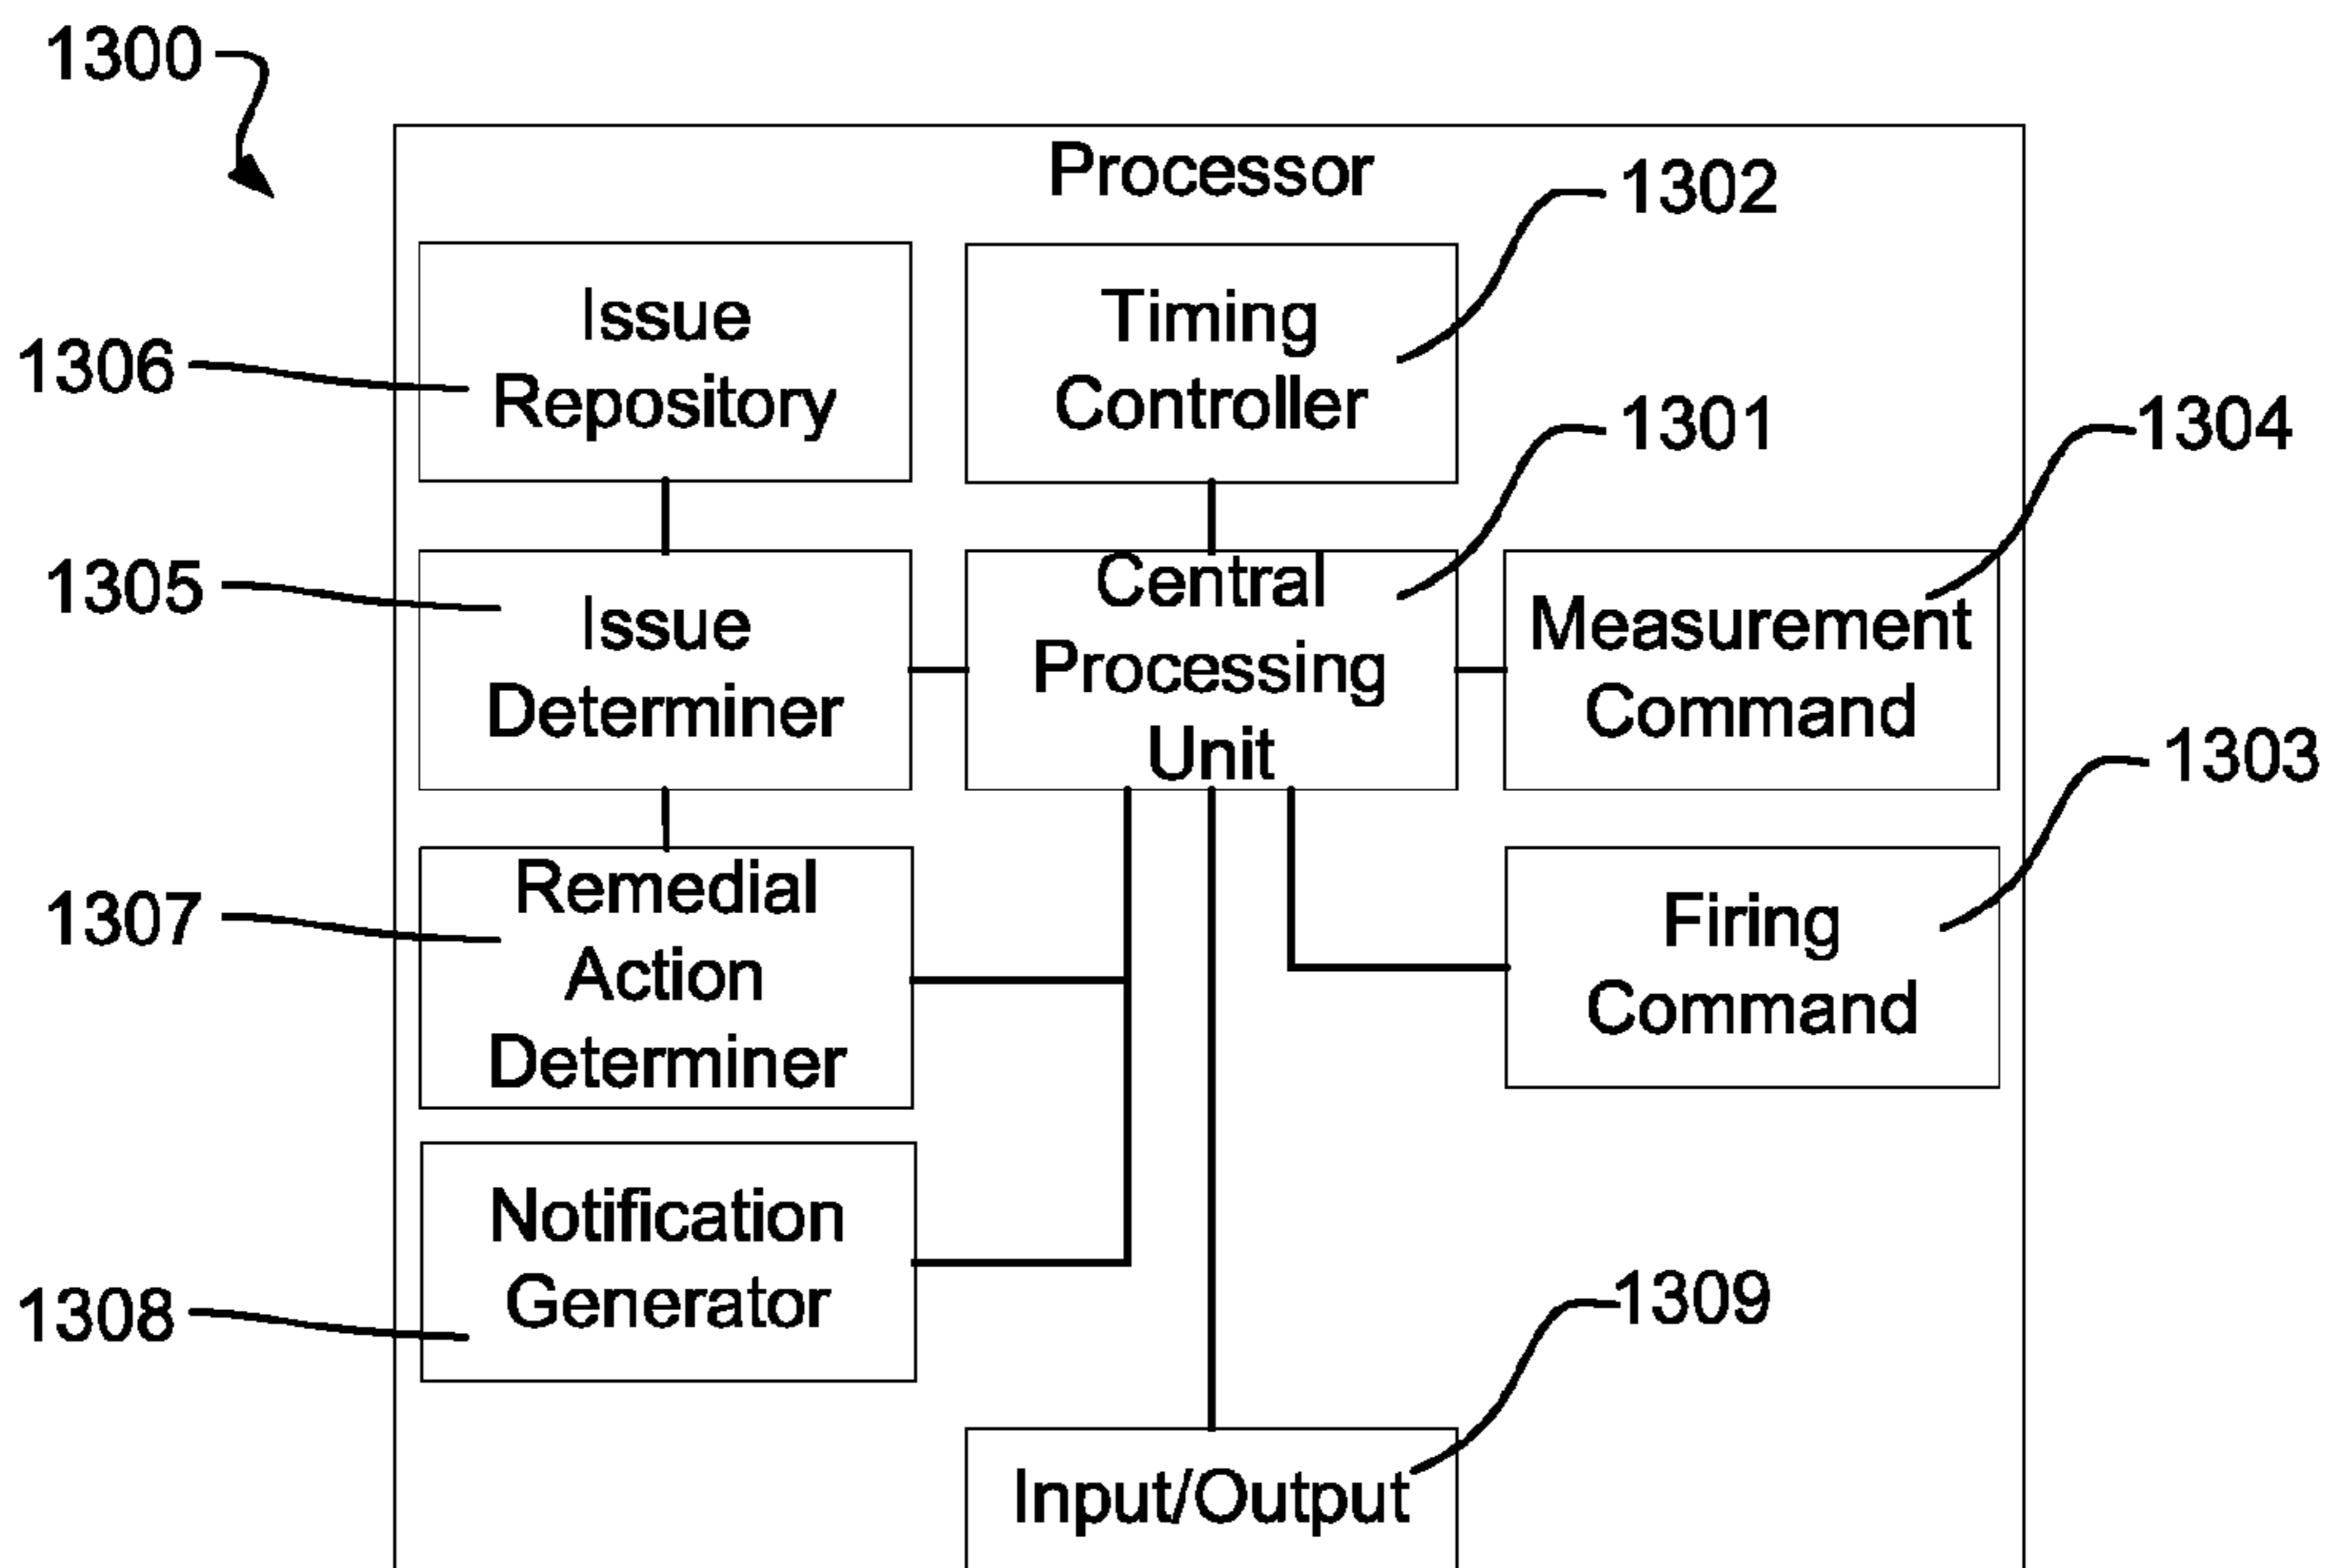 1300
Processor
1302
Issue
Repository
Timing
Controller
1306
1301
1304
1305
Issue
Determiner
Central
Processing
Unit
Measurement
Command
1303
1307
Remedial
Action
Determiner
Firing
Command
Notification
Generator
1308
1309
Input/Output